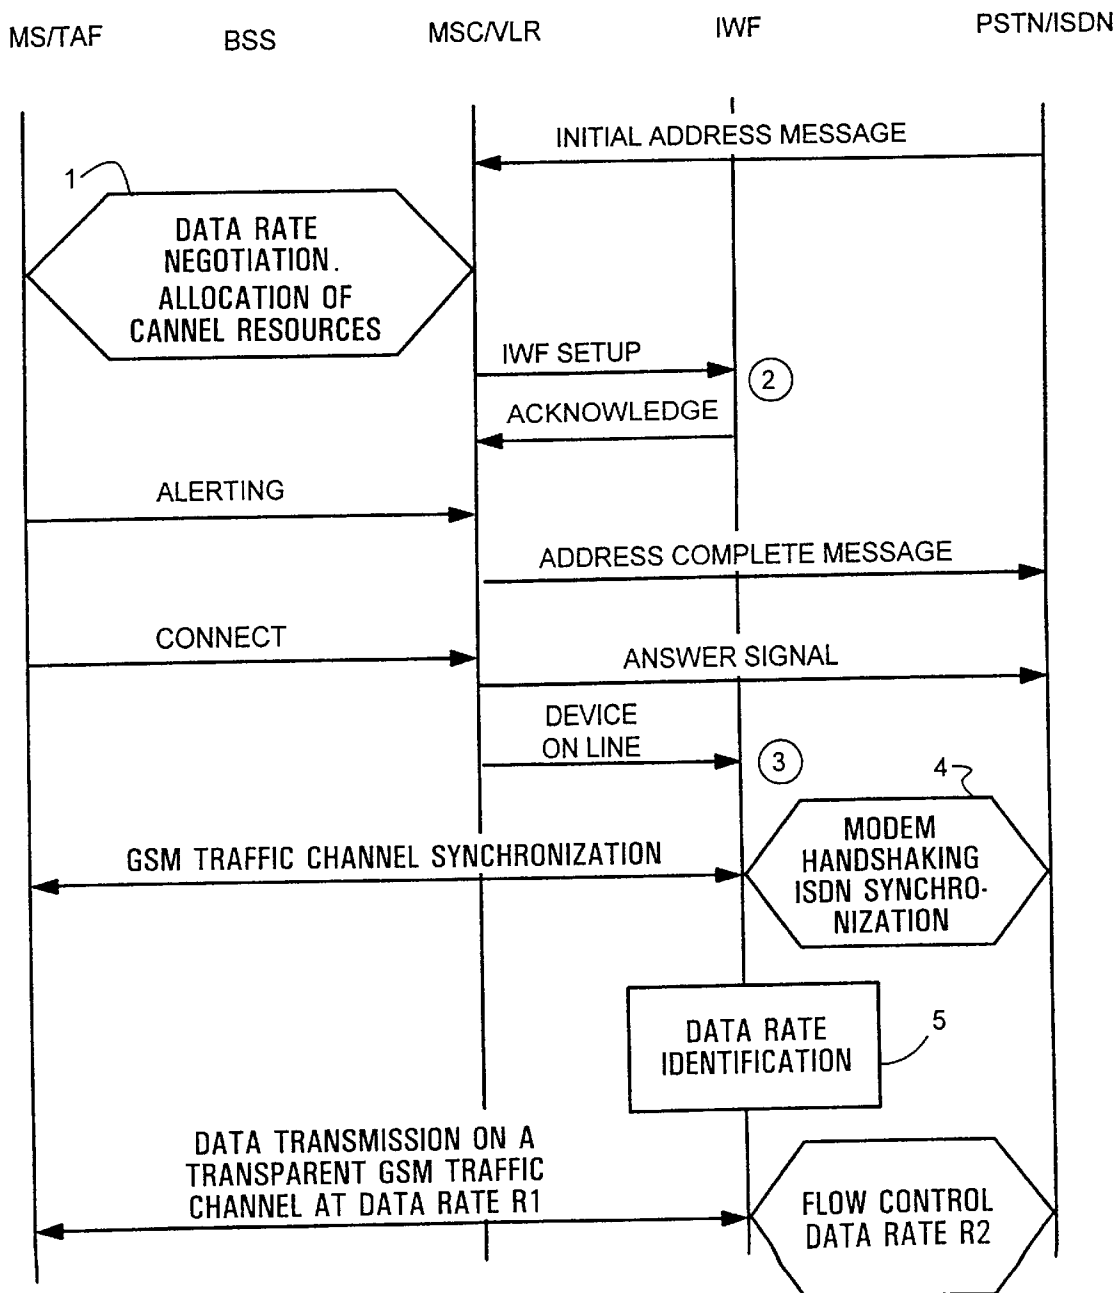 MS/TAF
BSS
MSC/VLR
IWF
PSTN/ISDN
INITIAL ADDRESS MESSAGE
1
DATA RATE
NEGOTIATION.
ALLOCATION OF
CANNEL RESOURCES
IWF SETUP
2
ACKNOWLEDGE
ALERTING
ADDRESS COMPLETE MESSAGE
CONNECT
ANSWER SIGNAL
DEVICE
ON LINE
3
4
MODEM
HANDSHAKING
ISDN SYNCHRO-
NIZATION
GSM TRAFFIC CHANNEL SYNCHRONIZATION
DATA RATE
IDENTIFICATION
5
DATA TRANSMISSION ON A
TRANSPARENT GSM TRAFFIC
CHANNEL AT DATA RATE R1
FLOW CONTROL
DATA RATE R2